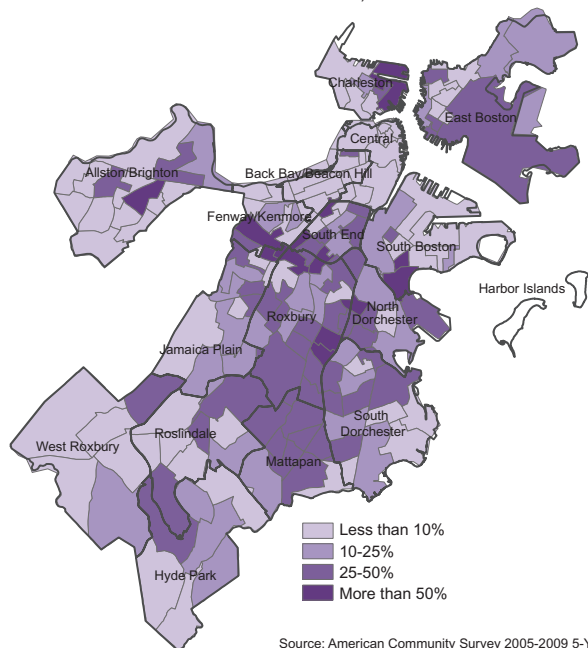 Charleston
East Boston
Central
Allston/Brighton
Back Bay/Beacon Hill
Fenway/Kenmore
South End
South Boston
Harbor Islands
North
Dorchester
Roxbury
Jamaica Plain
South
Dorchester
West Roxbury
Roslindale
Mattapan
Hyde Park
Less than 10%
10-25%
25-50%
More than 50%
Source: American Community Survey 2005-2009 5-Y